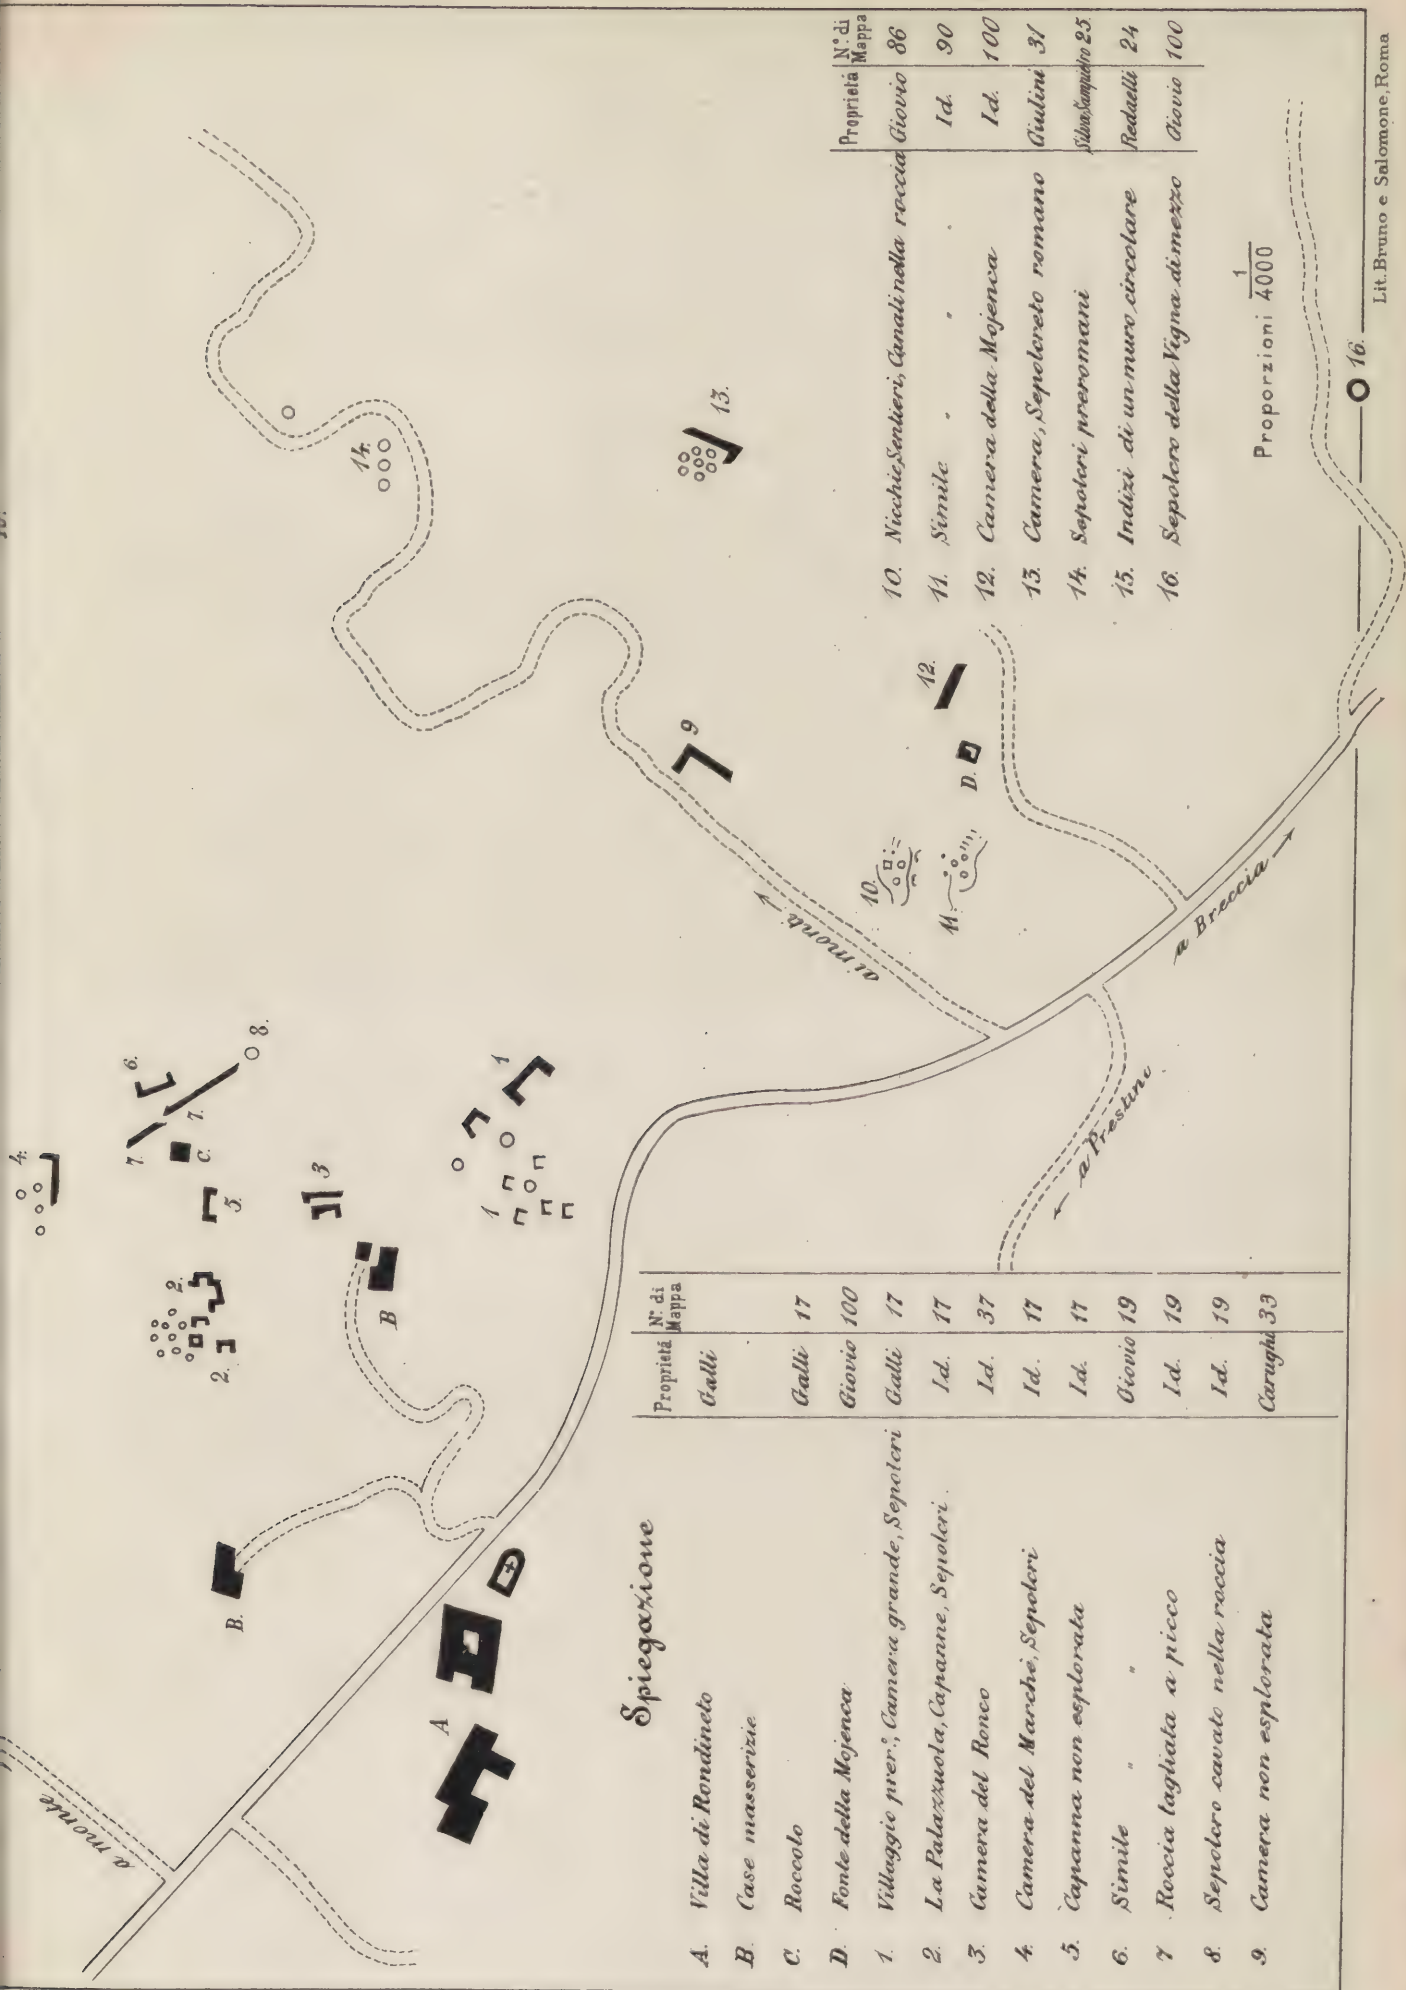 Spiegazione
Proprietá N.° di Mappa
A. Villa di Rondineto Galli
B. Case masserizie
C. Roccolo Galli 17
D. Fonte della Mojenca Giovio 100
1. Villaggio prer.°, Camera grande, Sepolcri Galli 17
2. La Palazzuola, Capanne, Sepolcri. Id. 17
3. Camera del Ronco Id. 37
4. Camera del Marchè, Sepolcri Id. 17
5. Capanna non esplorata Id. 17
6. Simile " " Giovio 19
7 Roccia tagliata a picco Id. 19
8. Sepolcro cavato nella roccia Id. 19
9. Camera non esplorata Carughi 33
Proprietá N.° di Mappa
10. Nicchie, Sentieri, Canali nella roccia Giovio 86
11. Simile " " " Id. 90
12. Camera della Mojenca Id. 100
13. Camera, Sepolcreto romano Giulini 31
14. Sepolcri preromani 25
15. Indizi di un muro circolare Redaelli 24
16. Sepolcro della Vigna di mezzo Giovio 100
Proporzioni 1/4000
a monte
A
B.
B
2.
2.
3
4.
5.
C.
6.
7.
7.
8.
1
1
ai monti
9
10.
11.
D.
12.
13.
14.
16.
a Prestino
a Breccia
Lit. Bruno e Salomone, Roma